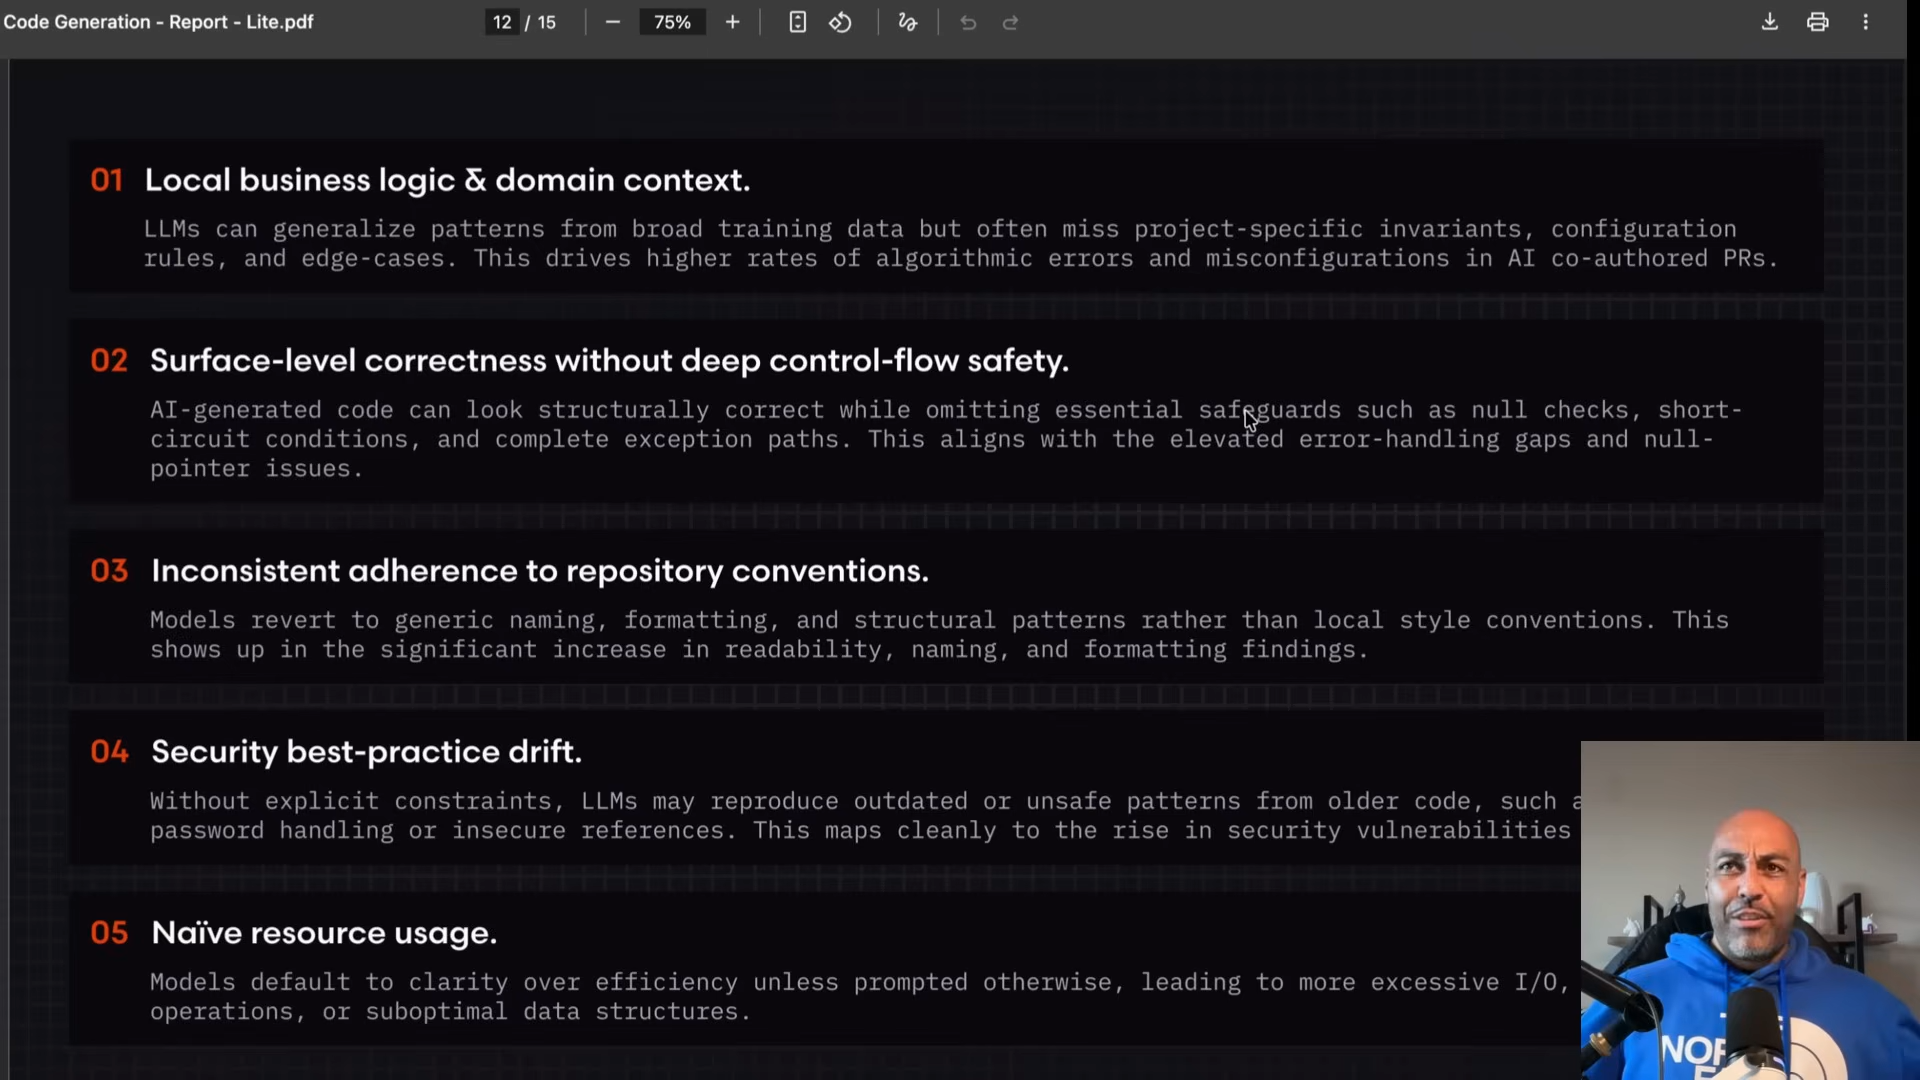 Code Generation - Report - Lite.pdf
12 / 15
75%
01 Local business logic & domain context.
LLMs can generalize patterns from broad training data but often miss project-specific invariants, configuration
rules, and edge-cases. This drives higher rates of algorithmic errors and misconfigurations in AI co-authored PRs.
02 Surface-level correctness without deep control-flow safety.
AI-generated code can look structurally correct while omitting essential safeguards such as null checks, short-
circuit conditions, and complete exception paths. This aligns with the elevated error-handling gaps and null-
pointer issues.
03 Inconsistent adherence to repository conventions.
Models revert to generic naming, formatting, and structural patterns rather than local style conventions. This
shows up in the significant increase in readability, naming, and formatting findings.
04 Security best-practice drift.
Without explicit constraints, LLMs may reproduce outdated or unsafe patterns from older code, such
password handling or insecure references. This maps cleanly to the rise in security vulnerabilities
05 Naïve resource usage.
Models default to clarity over efficiency unless prompted otherwise, leading to more excessive I/O,
operations, or suboptimal data structures.